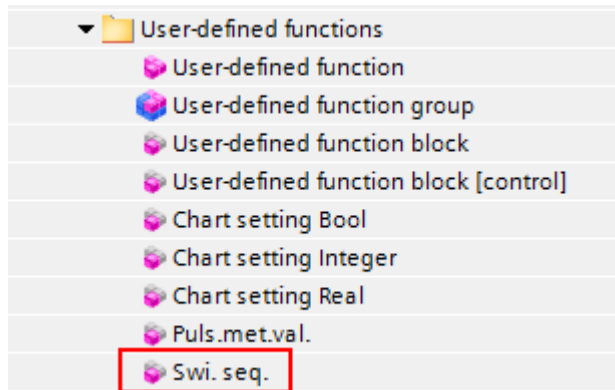 User-defined functions
User-defined function
User-defined function group
User-defined function block
User-defined function block [control]
Chart setting Bool
Chart setting Integer
Chart setting Real
Puls.met.val.
Swi. seq.